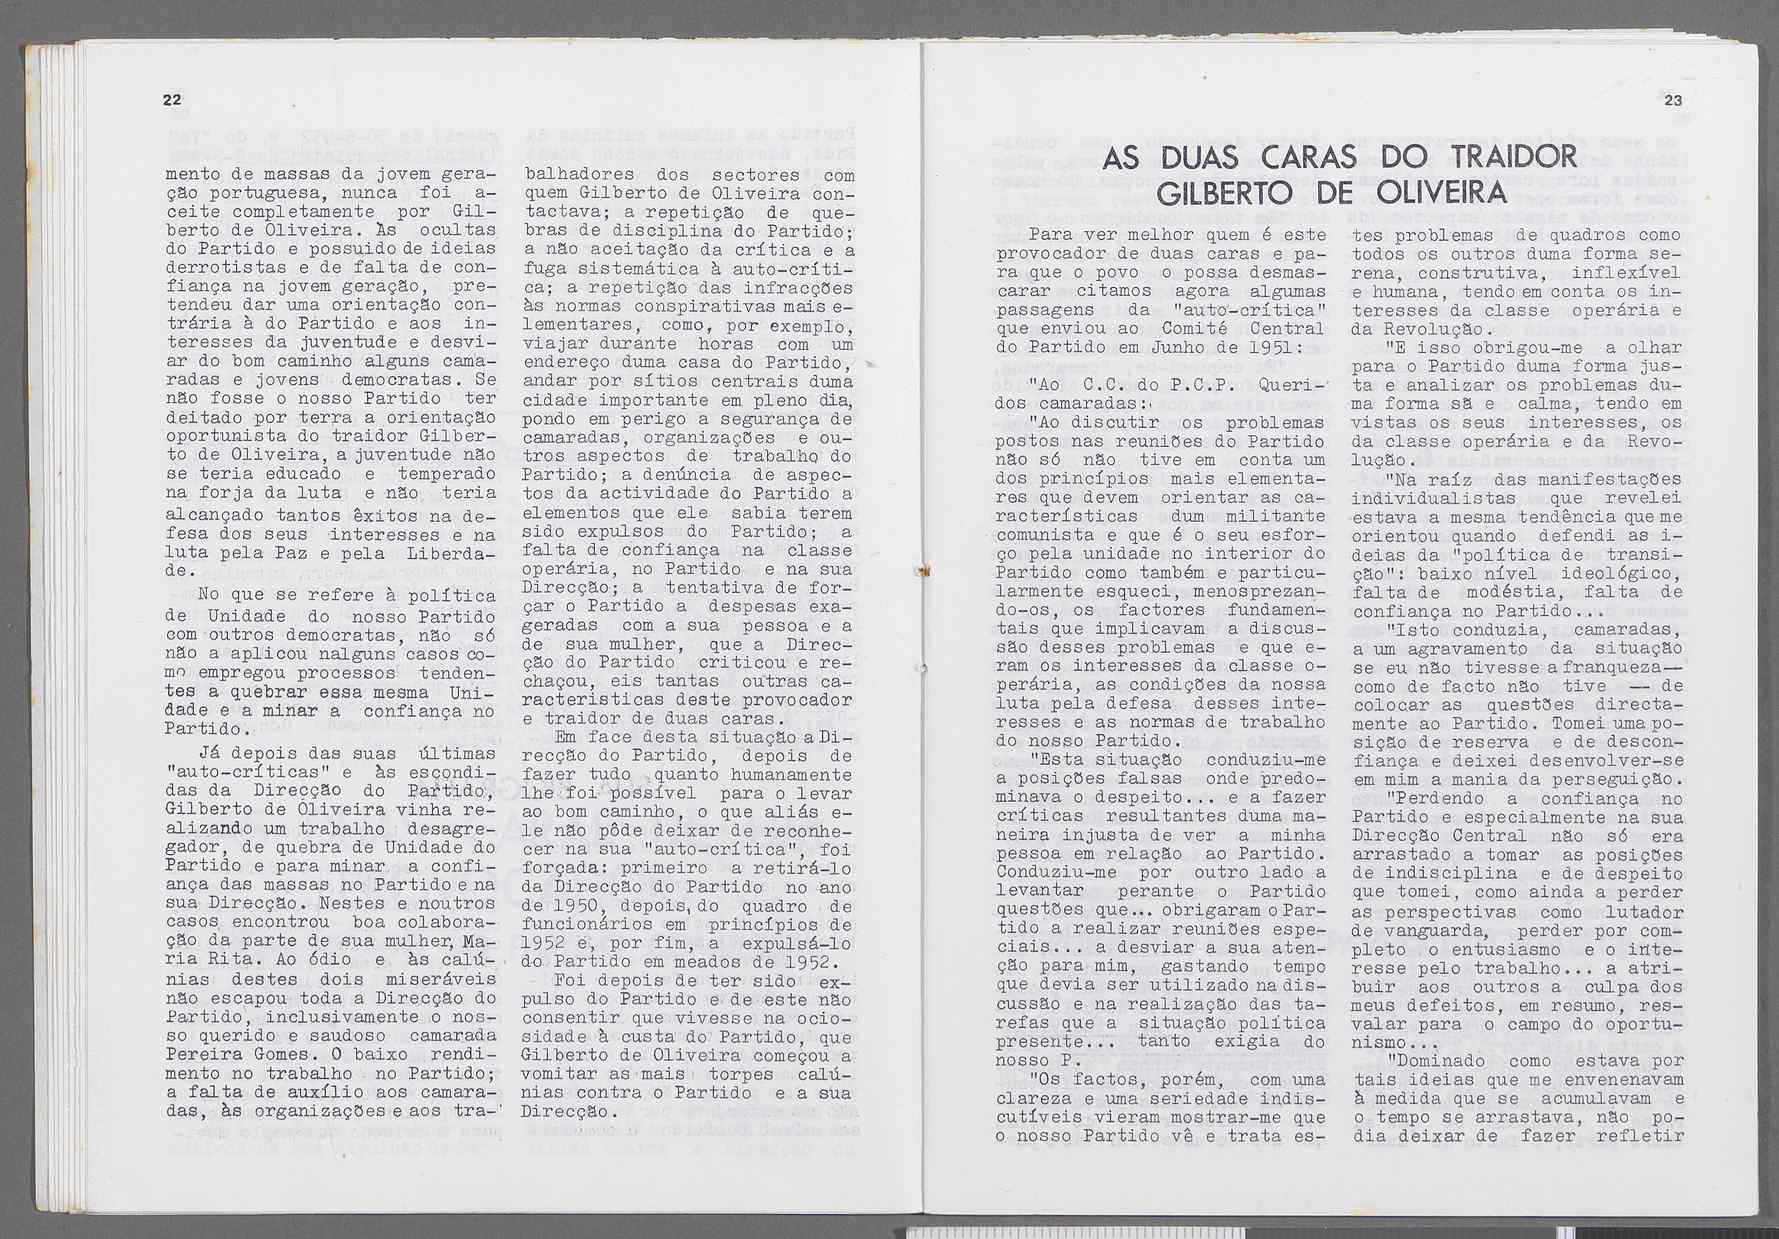 22
mento de massas da jovem gera-
ção portuguesa, nunca foi a-
ceite completamente por Gil-
berto de Oliveira. Às ocultas
do Partido e possuido de ideias
derrotistas e de falta de con-
fiança na jovem geração, pre-
tendeu dar uma orientação con-
trária à do Partido e aos in-
teresses da juventude e desvi-
ar do bom caminho alguns cama-
radas e jovens democratas. Se
não fosse o nosso Partido ter
deitado por terra a orientação
oportunista do traidor Gilber-
to de Oliveira, a juventude não
se teria educado e temperado
na forja da luta e não teria
alcançado tantos êxitos na de-
fesa dos seus interesses e na
luta pela Paz e pela Liberda-
de.
No que se refere à política
de Unidade do nosso Partido
com outros democratas, não só
não a aplicou nalguns casos co-
mo empregou processos tenden-
tes a quebrar essa mesma Uni-
dade e a minar a confiança no
Partido.
Já depois das suas últimas
"auto-críticas" e às escondi-
das da Direcção do Partido,
Gilberto de Oliveira vinha re-
alizando um trabalho desagre-
gador, de quebra de Unidade do
Partido e para minar a confi-
ança das massas no Partido e na
sua Direcção. Nestes e noutros
casos encontrou boa colabora-
ção da parte de sua mulher, Ma-
ria Rita. Ao ódio e às calú-
nias destes dois miseráveis
não escapou toda a Direcção do
Partido, inclusivamente o nos-
so querido e saudoso camarada
Pereira Gomes. O baixo rendi-
mento no trabalho no Partido;
a falta de auxílio aos camara-
das, às organizações e aos tra-
balhadores dos sectores com
quem Gilberto de Oliveira con-
tactava; a repetição de que-
bras de disciplina do Partido;
a não aceitação da crítica e a
fuga sistemática à auto-críti-
ca; a repetição das infracções
às normas conspirativas mais e-
lementares, como, por exemplo,
viajar durante horas com um
endereço duma casa do Partido,
andar por sítios centrais duma
cidade importante em pleno dia,
pondo em perigo a segurança de
camaradas, organizações e ou-
tros aspectos de trabalho do
Partido; a denúncia de aspec-
tos da actividade do Partido a
elementos que ele sabia terem
sido expulsos do Partido; a
falta de confiança na classe
operária, no Partido e na sua
Direcção; a tentativa de for-
çar o Partido a despesas exa-
geradas com a sua pessoa e a
de sua mulher, que a Direc-
ção do Partido criticou e re-
chaçou, eis tantas outras ca-
racteristicas deste provocador
e traidor de duas caras.
Em face desta situação a Di-
recção do Partido, depois de
fazer tudo quanto humanamente
lhe foi possível para o levar
ao bom caminho, o que aliás e-
le não pôde deixar de reconhe-
cer na sua "auto-crítica", foi
forçada: primeiro a retirá-lo
da Direcção do Partido no ano
de 1950, depois, do quadro de
funcionários em princípios de
1952 e, por fim, a expulsá-lo
do Partido em meados de 1952.
Foi depois de ter sido ex-
pulso do Partido e de este não
consentir que vivesse na ocio-
sidade à custa do Partido, que
Gilberto de Oliveira começou a
vomitar as mais torpes calú-
nias contra o Partido e a sua
Direcção.
23
AS DUAS CARAS DO TRAIDOR
GILBERTO DE OLIVEIRA
Para ver melhor quem é este
provocador de duas caras e pa-
ra que o povo o possa desmas-
carar citamos agora algumas
passagens da "auto-crítica"
que enviou ao Comité Central
do Partido em Junho de 1951:
"Ao C.C. do P.C.P. Queri-
dos camaradas:
"Ao discutir os problemas
postos nas reuniões do Partido
não só não tive em conta um
dos princípios mais elementa-
res que devem orientar as ca-
racterísticas dum militante
comunista e que é o seu esfor-
ço pela unidade no interior do
Partido como também e particu-
larmente esqueci, menosprezan-
do-os, os factores fundamen-
tais que implicavam a discus-
são desses problemas e que e-
ram os interesses da classe o-
perária, as condições da nossa
luta pela defesa desses inte-
resses e as normas de trabalho
do nosso Partido.
"Esta situação conduziu-me
a posições falsas onde predo-
minava o despeito... e a fazer
críticas resultantes duma ma-
neira injusta de ver a minha
pessoa em relação ao Partido.
Conduziu-me por outro lado a
levantar perante o Partido
questões que... obrigaram o Par-
tido a realizar reuniões espe-
ciais... a desviar a sua aten-
ção para mim, gastando tempo
que devia ser utilizado na dis-
cussão e na realização das ta-
refas que a situação política
presente... tanto exigia do
nosso P.
"Os factos, porém, com uma
clareza e uma seriedade indis-
cutíveis vieram mostrar-me que
o nosso Partido vê e trata es-
tes problemas de quadros como
todos os outros duma forma se-
rena, construtiva, inflexível
e humana, tendo em conta os in-
teresses da classe operária e
da Revolução.
"E isso obrigou-me a olhar
para o Partido duma forma jus-
ta e analizar os problemas du-
ma forma sã e calma, tendo em
vistas os seus interesses, os
da classe operária e da Revo-
lução.
"Na raíz das manifestações
individualistas que revelei
estava a mesma tendência que me
orientou quando defendi as i-
deias da "política de transi-
ção": baixo nível ideológico,
falta de modéstia, falta de
confiança no Partido...
"Isto conduzia, camaradas,
a um agravamento da situação
se eu não tivesse a franqueza—
como de facto não tive — de
colocar as questões directa-
mente ao Partido. Tomei uma po-
sição de reserva e de descon-
fiança e deixei desenvolver-se
em mim a mania da perseguição.
"Perdendo a confiança no
Partido e especialmente na sua
Direcção Central não só era
arrastado a tomar as posições
de indisciplina e de despeito
que tomei, como ainda a perder
as perspectivas como lutador
de vanguarda, perder por com-
pleto o entusiasmo e o inte-
resse pelo trabalho... a atri-
buir aos outros a culpa dos
meus defeitos, em resumo, res-
valar para o campo do oportu-
nismo...
"Dominado como estava por
tais ideias que me envenenavam
à medida que se acumulavam e
o tempo se arrastava, não po-
dia deixar de fazer refletir